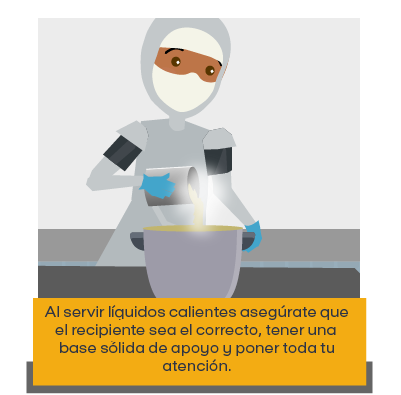 Al servir líquidos calientes asegúrate que
el recipiente sea el correcto, tener una
base sólida de apoyo y poner toda tu
atención.